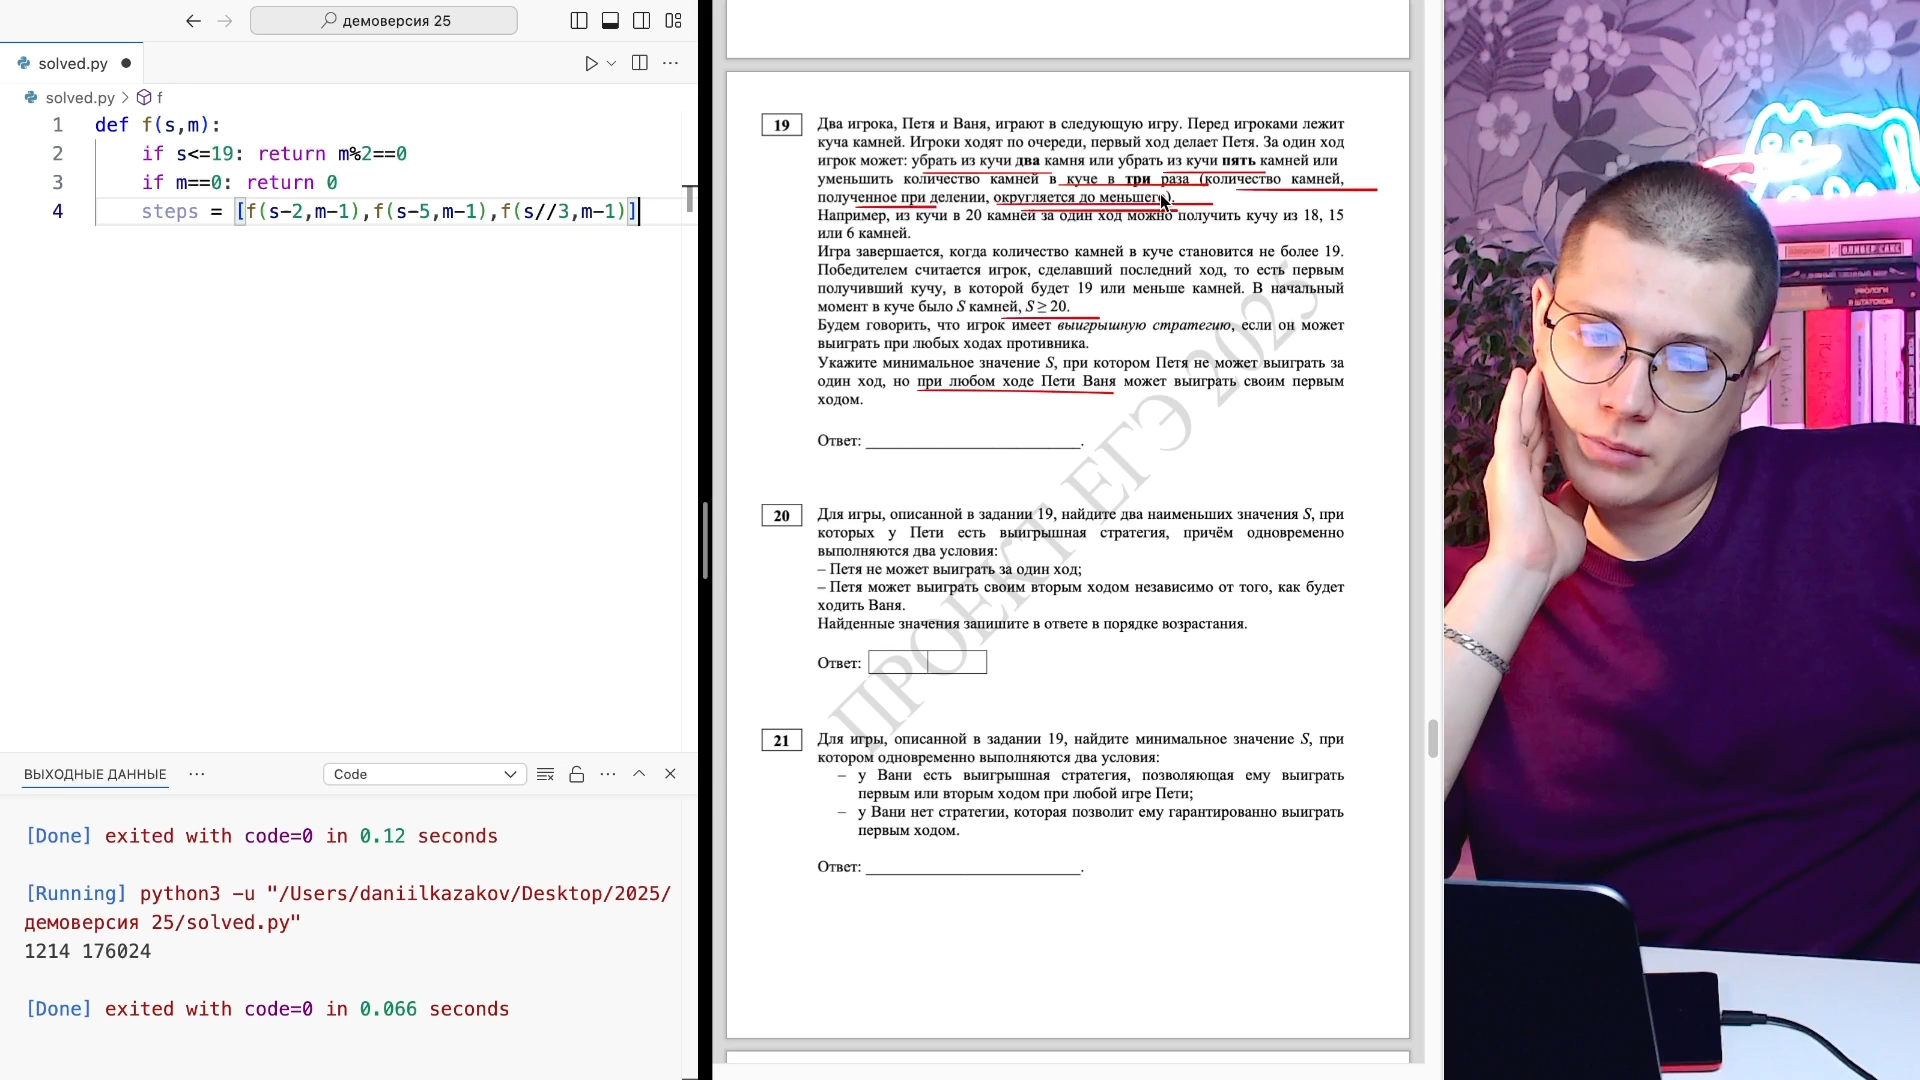 демоверсия 25
solved.py
solved.py > f
1 def f(s,m):
2 if s<=19: return m%2==0
3 if m==0: return 0
4 steps = [f(s-2,m-1),f(s-5,m-1),f(s//3,m-1)]
ВЫХОДНЫЕ ДАННЫЕ
Code
[Done] exited with code=0 in 0.12 seconds
[Running] python3 -u "/Users/daniilkazakov/Desktop/2025/
демоверсия 25/solved.py"
1214 176024
[Done] exited with code=0 in 0.066 seconds
19
Два игрока, Петя и Ваня, играют в следующую игру. Перед игроками лежит
куча камней. Игроки ходят по очереди, первый ход делает Петя. За один ход
игрок может: убрать из кучи два камня или убрать из кучи пять камней или
уменьшить количество камней в куче в три раза (количество камней,
полученное при делении, округляется до меньшего).
Например, из кучи в 20 камней за один ход можно получить кучу из 18, 15
или 6 камней.
Игра завершается, когда количество камней в куче становится не более 19.
Победителем считается игрок, сделавший последний ход, то есть первым
получивший кучу, в которой будет 19 или меньше камней. В начальный
момент в куче было S камней, S ≥ 20.
Будем говорить, что игрок имеет выигрышную стратегию, если он может
выиграть при любых ходах противника.
Укажите минимальное значение S, при котором Петя не может выиграть за
один ход, но при любом ходе Пети Ваня может выиграть своим первым
ходом.
Ответ: ___________________________.
20
Для игры, описанной в задании 19, найдите два наименьших значения S, при
которых у Пети есть выигрышная стратегия, причём одновременно
выполняются два условия:
– Петя не может выиграть за один ход;
– Петя может выиграть своим вторым ходом независимо от того, как будет
ходить Ваня.
Найденные значения запишите в ответе в порядке возрастания.
Ответ:
21
Для игры, описанной в задании 19, найдите минимальное значение S, при
котором одновременно выполняются два условия:
– у Вани есть выигрышная стратегия, позволяющая ему выиграть
первым или вторым ходом при любой игре Пети;
– у Вани нет стратегии, которая позволит ему гарантированно выиграть
первым ходом.
Ответ: ___________________________.
ПРОЕКТ ЕГЭ 2025
ОЛИВЕР САКС